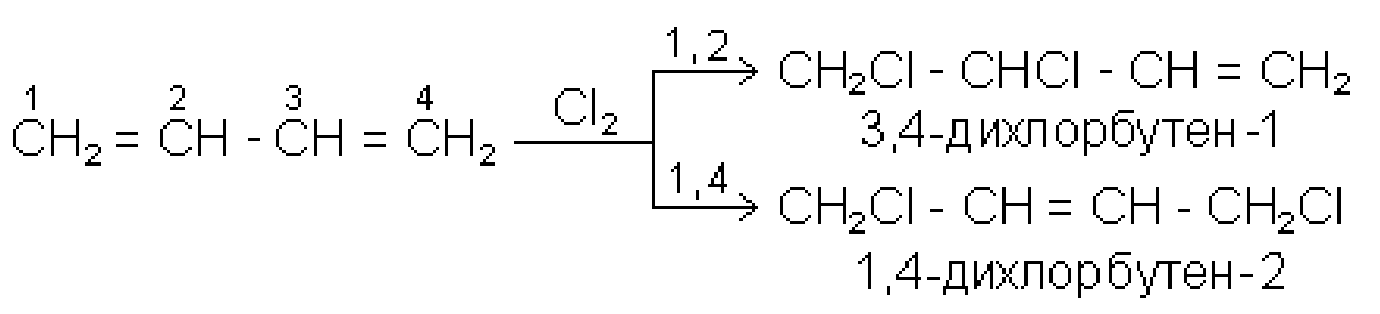 1,2
CH₂Cl - CHCl - CH = CH₂
3,4-дихлорбутен-1
1 2 3 4
CH₂ = CH - CH = CH₂
Cl₂
1,4
CH₂Cl - CH = CH - CH₂Cl
1,4-дихлорбутен-2